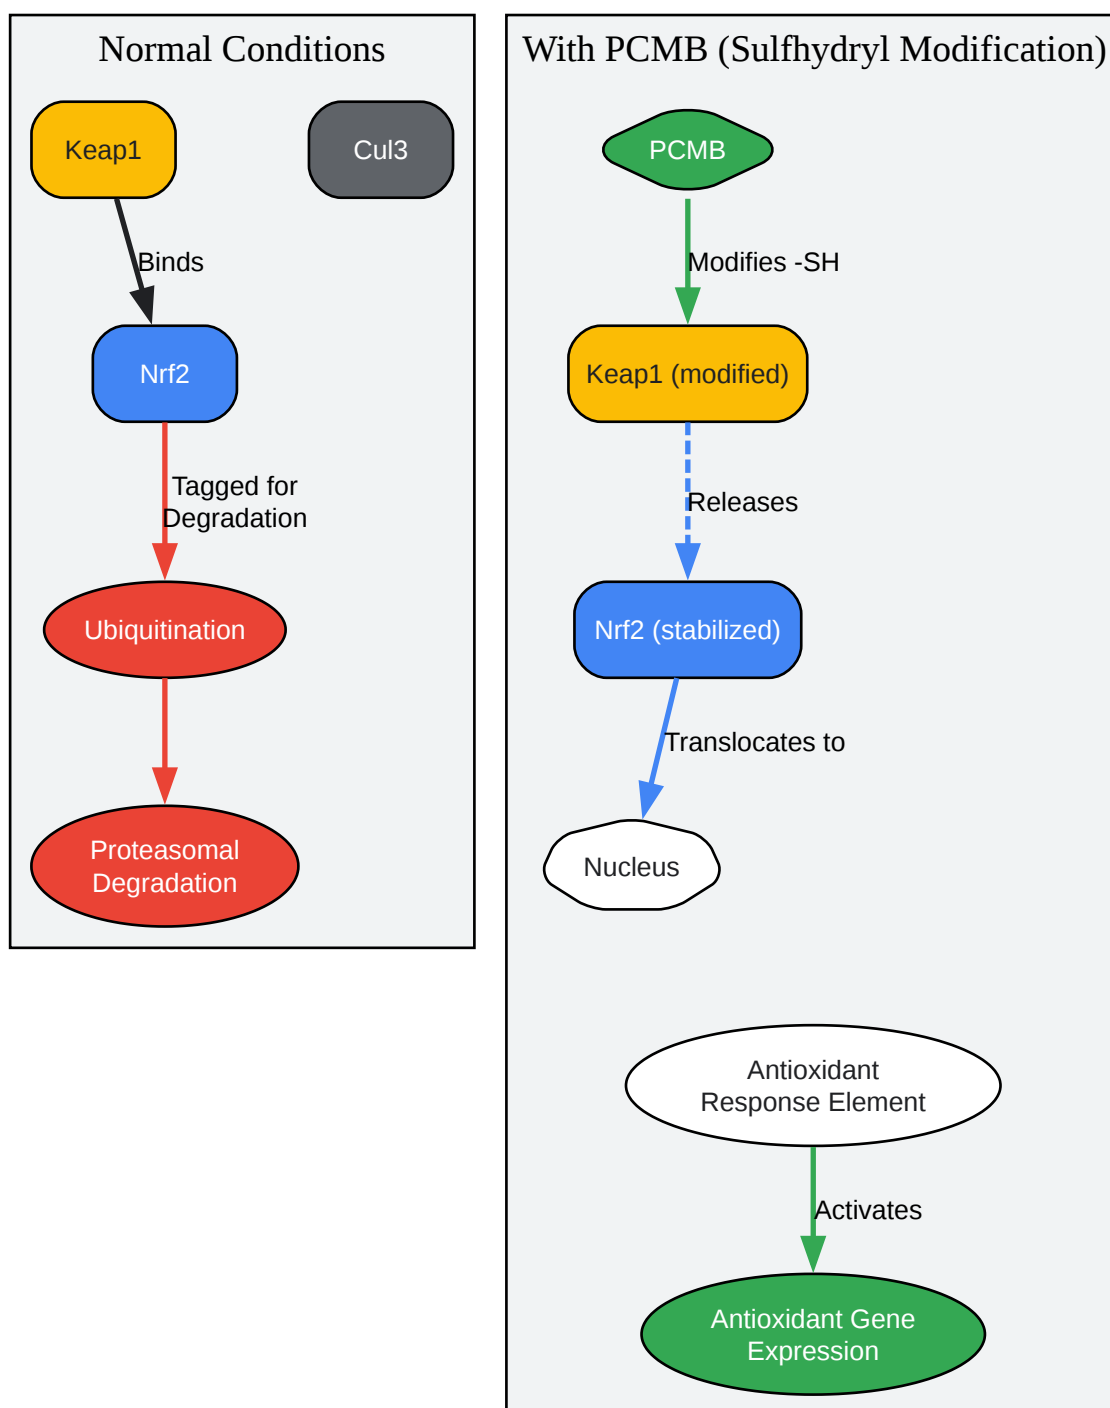 Normal Conditions
Keap1
Cul3
Binds
Nrf2
Tagged for
Degradation
Ubiquitination
Proteasomal
Degradation
With PCMB (Sulfhydryl Modification)
PCMB
Modifies -SH
Keap1 (modified)
Releases
Nrf2 (stabilized)
Translocates to
Nucleus
Antioxidant
Response Element
Activates
Antioxidant Gene
Expression